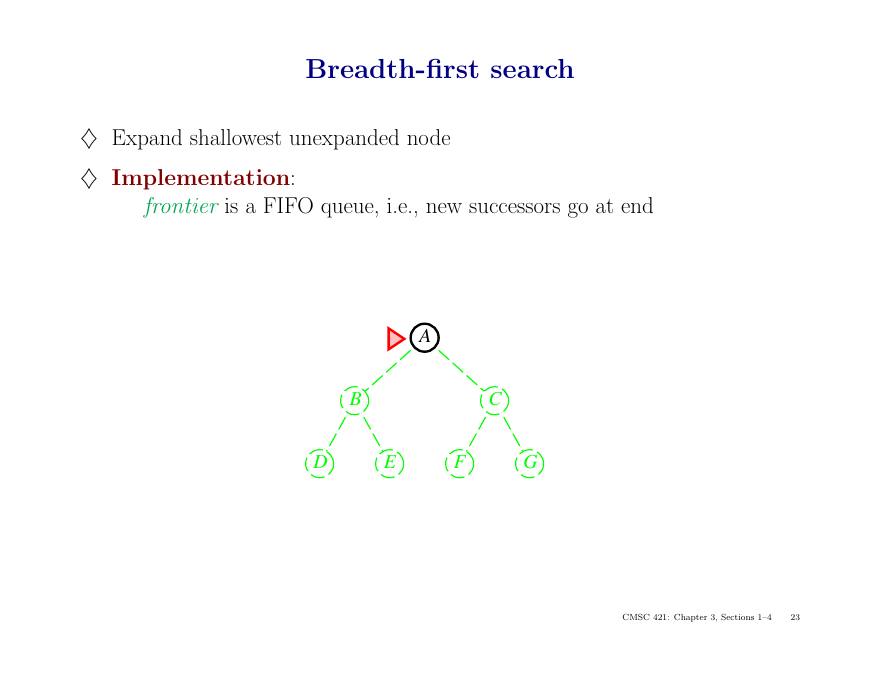 Breadth-first search
♢ Expand shallowest unexpanded node
♢ Implementation:
frontier is a FIFO queue, i.e., new successors go at end
A
B C
D E F G
CMSC 421: Chapter 3, Sections 1–4 23